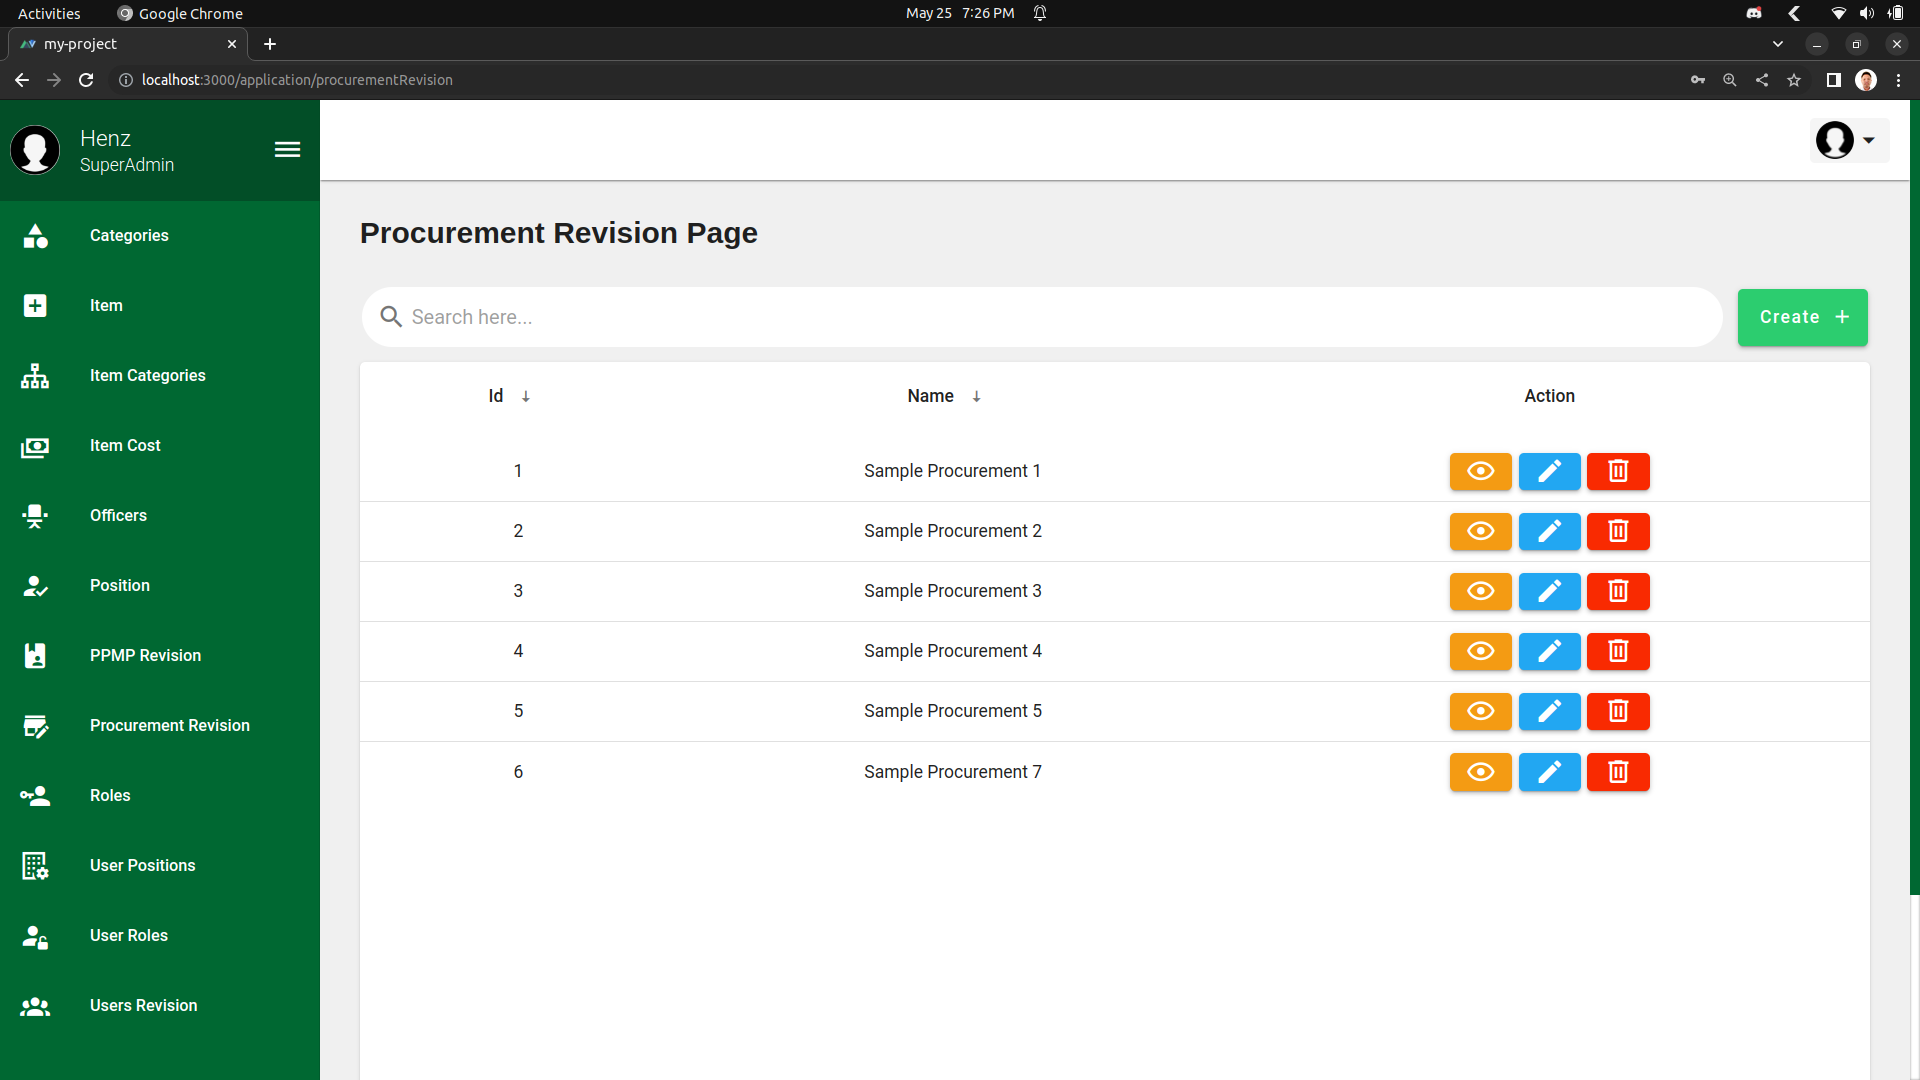 Activities Google Chrome May 25 7:26 PM
my-project
localhost:3000/application/procurementRevision
Henz
SuperAdmin
Categories
Item
Item Categories
Item Cost
Officers
Position
PPMP Revision
Procurement Revision
Roles
User Positions
User Roles
Users Revision
Procurement Revision Page
Search here...
Create +
Id Name Action
1 Sample Procurement 1
2 Sample Procurement 2
3 Sample Procurement 3
4 Sample Procurement 4
5 Sample Procurement 5
6 Sample Procurement 7